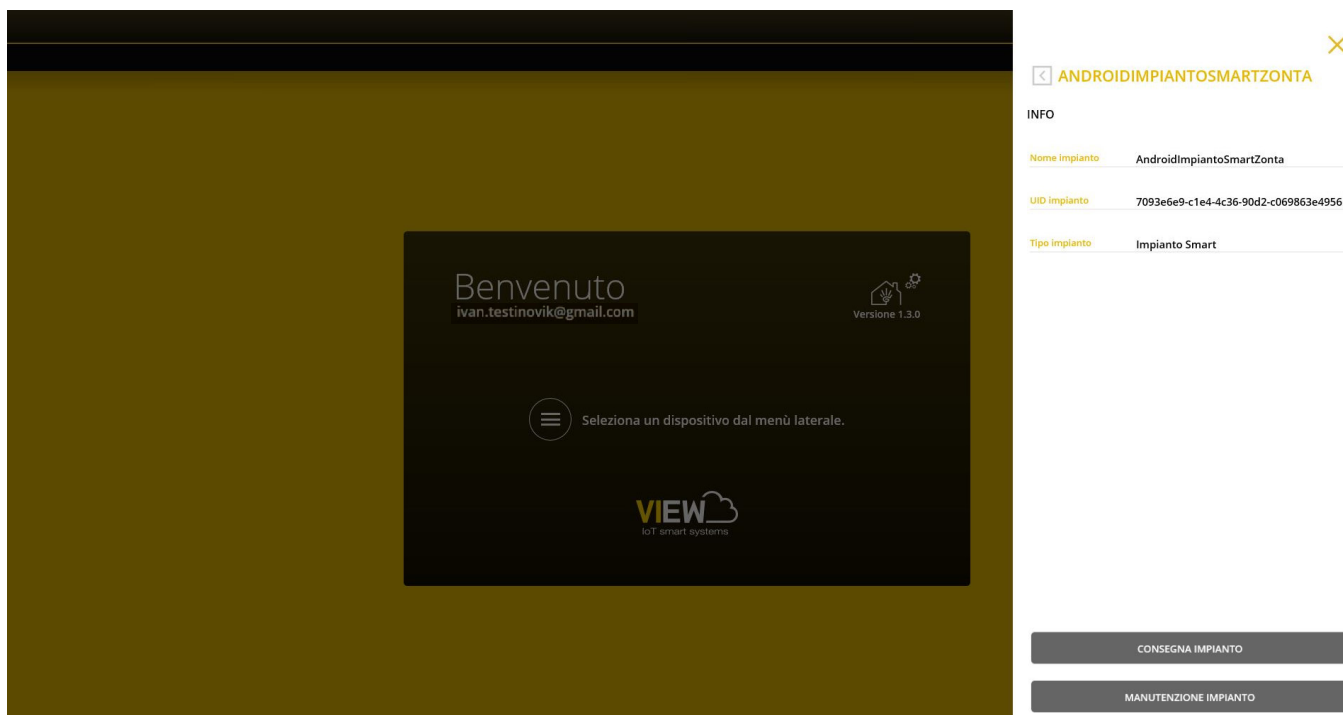 Benvenuto
ivan.testinovik@gmail.com
Versione 1.3.0
Seleziona un dispositivo dal menù laterale.
VIEW
IoT smart systems
ANDROIDIMPIANTOSMARTZONTA
INFO
Nome impianto AndroidImpiantoSmartZonta
UID impianto 7093e6e9-c1e4-4c36-90d2-c069863e4956
Tipo impianto Impianto Smart
CONSEGNA IMPIANTO
MANUTENZIONE IMPIANTO